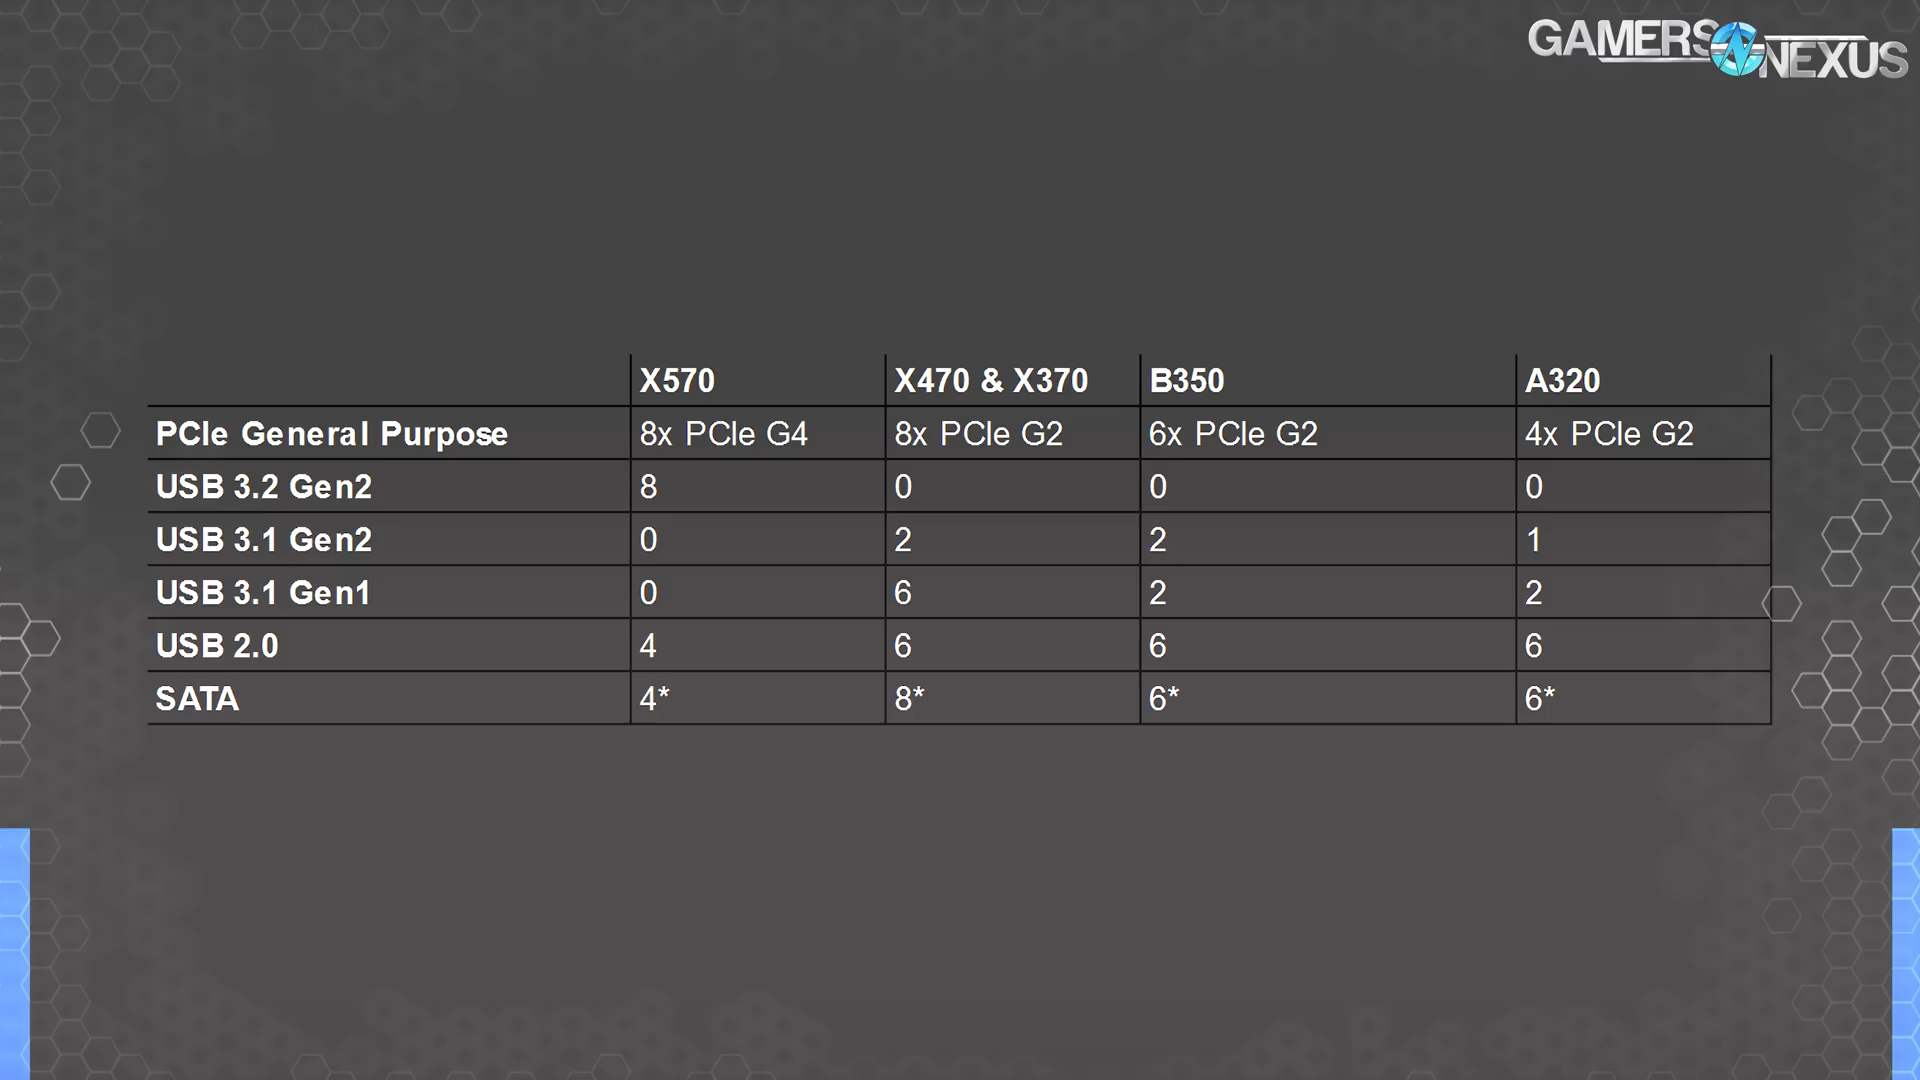 GAMERS NEXUS
X570 X470 & X370 B350 A320
PCIe General Purpose 8x PCIe G4 8x PCIe G2 6x PCIe G2 4x PCIe G2
USB 3.2 Gen2 8 0 0 0
USB 3.1 Gen2 0 2 2 1
USB 3.1 Gen1 0 6 2 2
USB 2.0 4 6 6 6
SATA 4* 8* 6* 6*